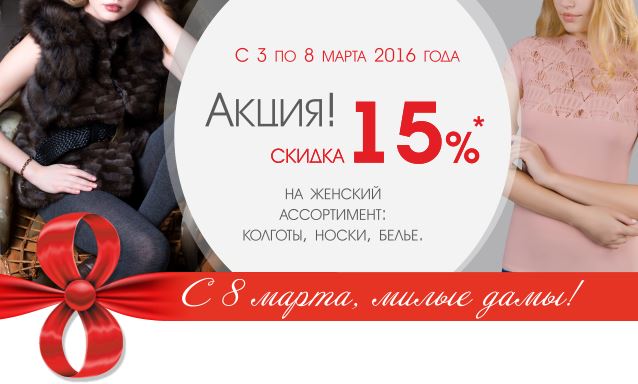 С 3 ПО 8 МАРТА 2016 ГОДА
АКЦИЯ!
СКИДКА 15%*
НА ЖЕНСКИЙ
АССОРТИМЕНТ:
КОЛГОТЫ, НОСКИ, БЕЛЬЕ.
С 8 марта, милые дамы!